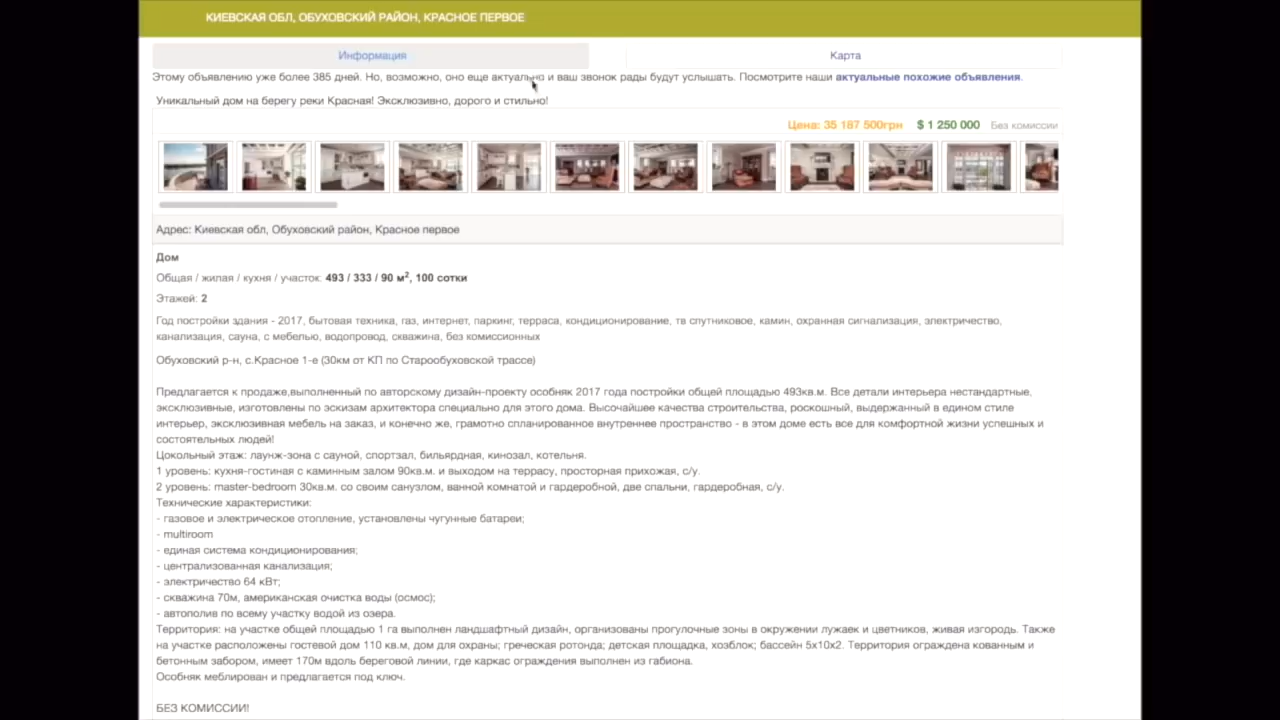 КИЕВСКАЯ ОБЛ, ОБУХОВСКИЙ РАЙОН, КРАСНОЕ ПЕРВОЕ
Информация
Карта
Этому объявлению уже более 385 дней. Но, возможно, оно еще актуально и ваш звонок рады будут услышать. Посмотрите наши актуальные похожие объявления.
Уникальный дом на берегу реки Красная! Эксклюзивно, дорого и стильно!
Цена: 35 187 500грн $ 1 250 000 Без комиссии
Адрес: Киевская обл, Обуховский район, Красное первое
Дом
Общая / жилая / кухня / участок: 493 / 333 / 90 м², 100 сотки
Этажей: 2
Год постройки здания - 2017, бытовая техника, газ, интернет, паркинг, терраса, кондиционирование, тв спутниковое, камин, охранная сигнализация, электричество,
канализация, сауна, с мебелью, водопровод, скважина, без комиссионных
Обуховский р-н, с.Красное 1-е (30км от КП по Старообуховской трассе)
Предлагается к продаже,выполненный по авторскому дизайн-проекту особняк 2017 года постройки общей площадью 493кв.м. Все детали интерьера нестандартные,
эксклюзивные, изготовлены по эскизам архитектора специально для этого дома. Высочайшее качества строительства, роскошный, выдержанный в едином стиле
интерьер, эксклюзивная мебель на заказ, и конечно же, грамотно спланированное внутреннее пространство - в этом доме есть все для комфортной жизни успешных и
состоятельных людей!
Цокольный этаж: лаунж-зона с сауной, спортзал, бильярдная, кинозал, котельня.
1 уровень: кухня-гостиная с каминным залом 90кв.м. и выходом на террасу, просторная прихожая, с/у.
2 уровень: master-bedroom 30кв.м. со своим санузлом, ванной комнатой и гардеробной, две спальни, гардеробная, с/у.
Технические характеристики:
- газовое и электрическое отопление, установлены чугунные батареи;
- multiroom
- единая система кондиционирования;
- централизованная канализация;
- электричество 64 кВт;
- скважина 70м, американская очистка воды (осмос);
- автополив по всему участку водой из озера.
Территория: на участке общей площадью 1 га выполнен ландшафтный дизайн, организованы прогулочные зоны в окружении лужаек и цветников, живая изгородь. Также
на участке расположены гостевой дом 110 кв.м, дом для охраны; греческая ротонда; детская площадка, хозблок; бассейн 5х10х2. Территория ограждена кованным и
бетонным забором, имеет 170м вдоль береговой линии, где каркас ограждения выполнен из габиона.
Особняк меблирован и предлагается под ключ.
БЕЗ КОМИССИИ!